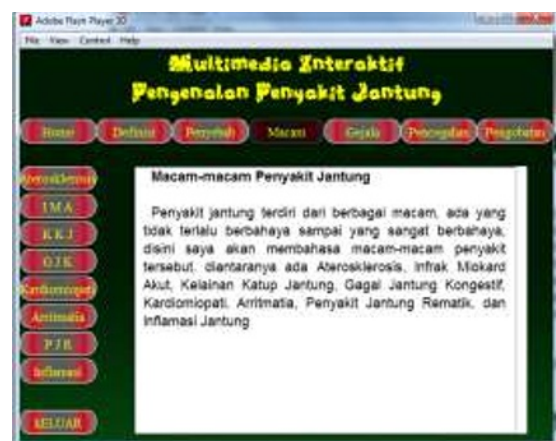 Adobe Flash Player 10
File View Control Help
Multimedia Interaktif
Pengenalan Penyakit Jantung
Home Definisi Penyebab Macam Gejala Pencegahan Pengobatan
Aterosklerosis
I M A
K K J
G J K
Kardiomiopati
Arritmatia
P J R
Inflamasi
KELUAR
Macam-macam Penyakit Jantung
Penyakit jantung terdiri dari berbagai macam, ada yang
tidak terlalu berbahaya sampai yang sangat berbahaya,
disini saya akan membahasa macam-macam penyakit
tersebut. diantaranya ada Aterosklerosis, Infrak Miokard
Akut, Kelainan Katup Jantung, Gagal Jantung Kongestif,
Kardiomiopati, Arritmatia, Penyakit Jantung Rematik, dan
Inflamasi Jantung